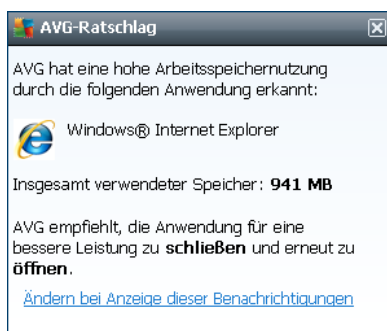 AVG-Ratschlag
AVG hat eine hohe Arbeitsspeichernutzung
durch die folgenden Anwendung erkannt:
Windows® Internet Explorer
Insgesamt verwendeter Speicher: 941 MB
AVG empfiehlt, die Anwendung für eine
bessere Leistung zu schließen und erneut zu
öffnen.
Ändern bei Anzeige dieser Benachrichtigungen